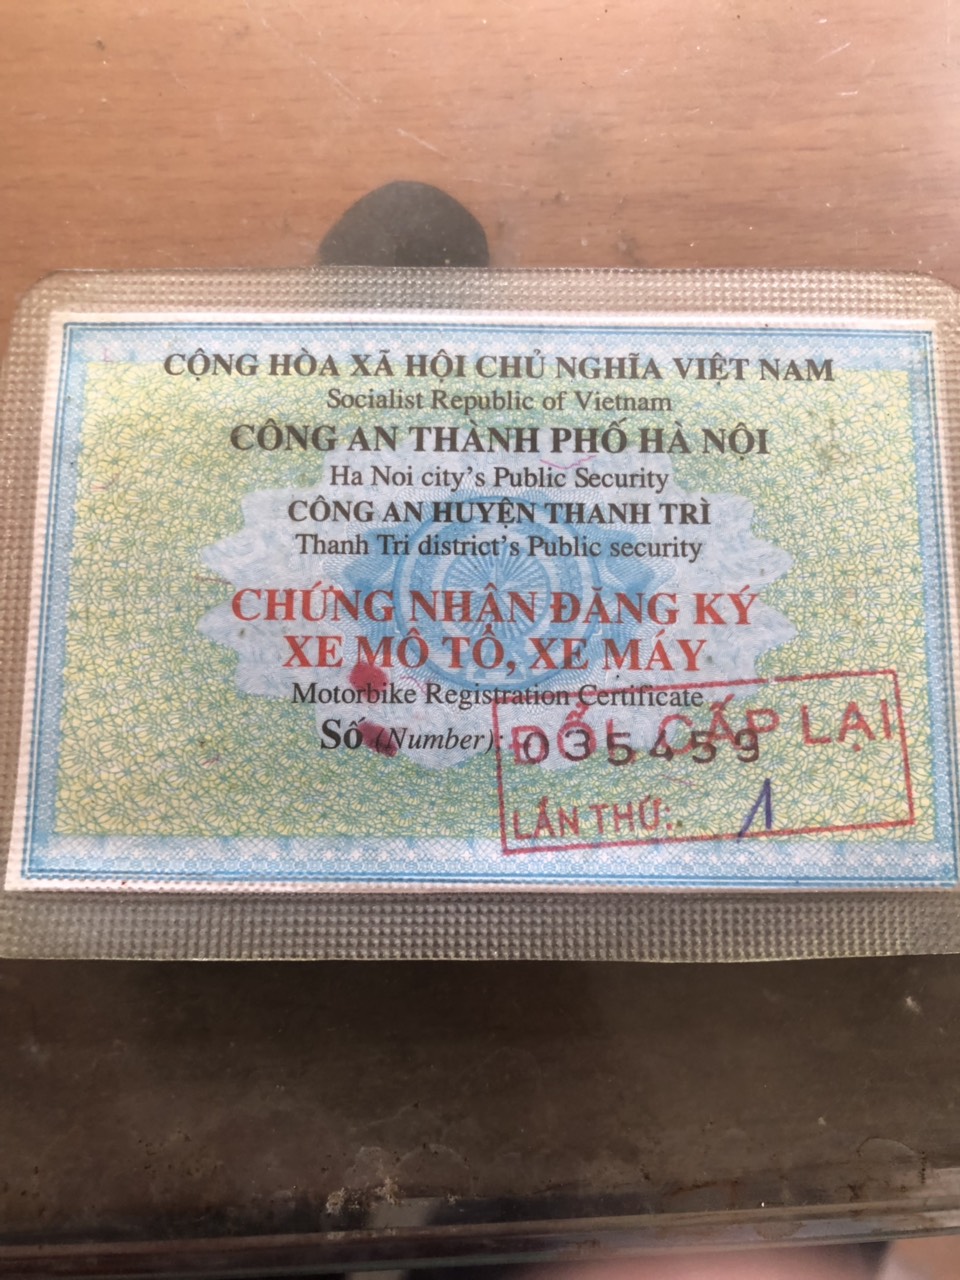 CỘNG HÒA XÃ HỘI CHỦ NGHĨA VIỆT NAM
Socialist Republic of Vietnam
CÔNG AN THÀNH PHỐ HÀ NỘI
Ha Noi city's Public Security
CÔNG AN HUYỆN THANH TRÌ
Thanh Tri district's Public security
CHỨNG NHẬN ĐĂNG KÝ
XE MÔ TÔ, XE MÁY
Motorbike Registration Certificate
Số (Number): 035459
ĐỔI, CẤP LẠI
LẦN THỨ: 1